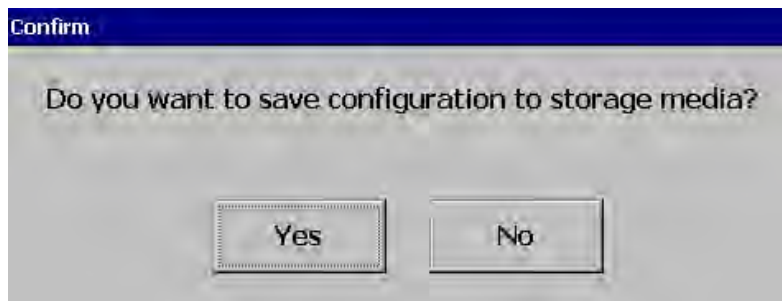 Confirm
Do you want to save configuration to storage media?
Yes No